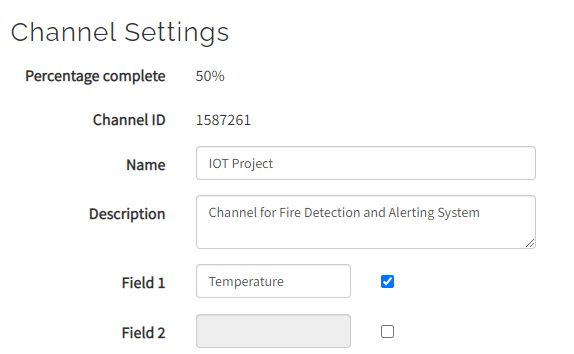 Channel Settings
Percentage complete 50%
Channel ID 1587261
Name IOT Project
Description Channel for Fire Detection and Alerting System
Field 1 Temperature
Field 2